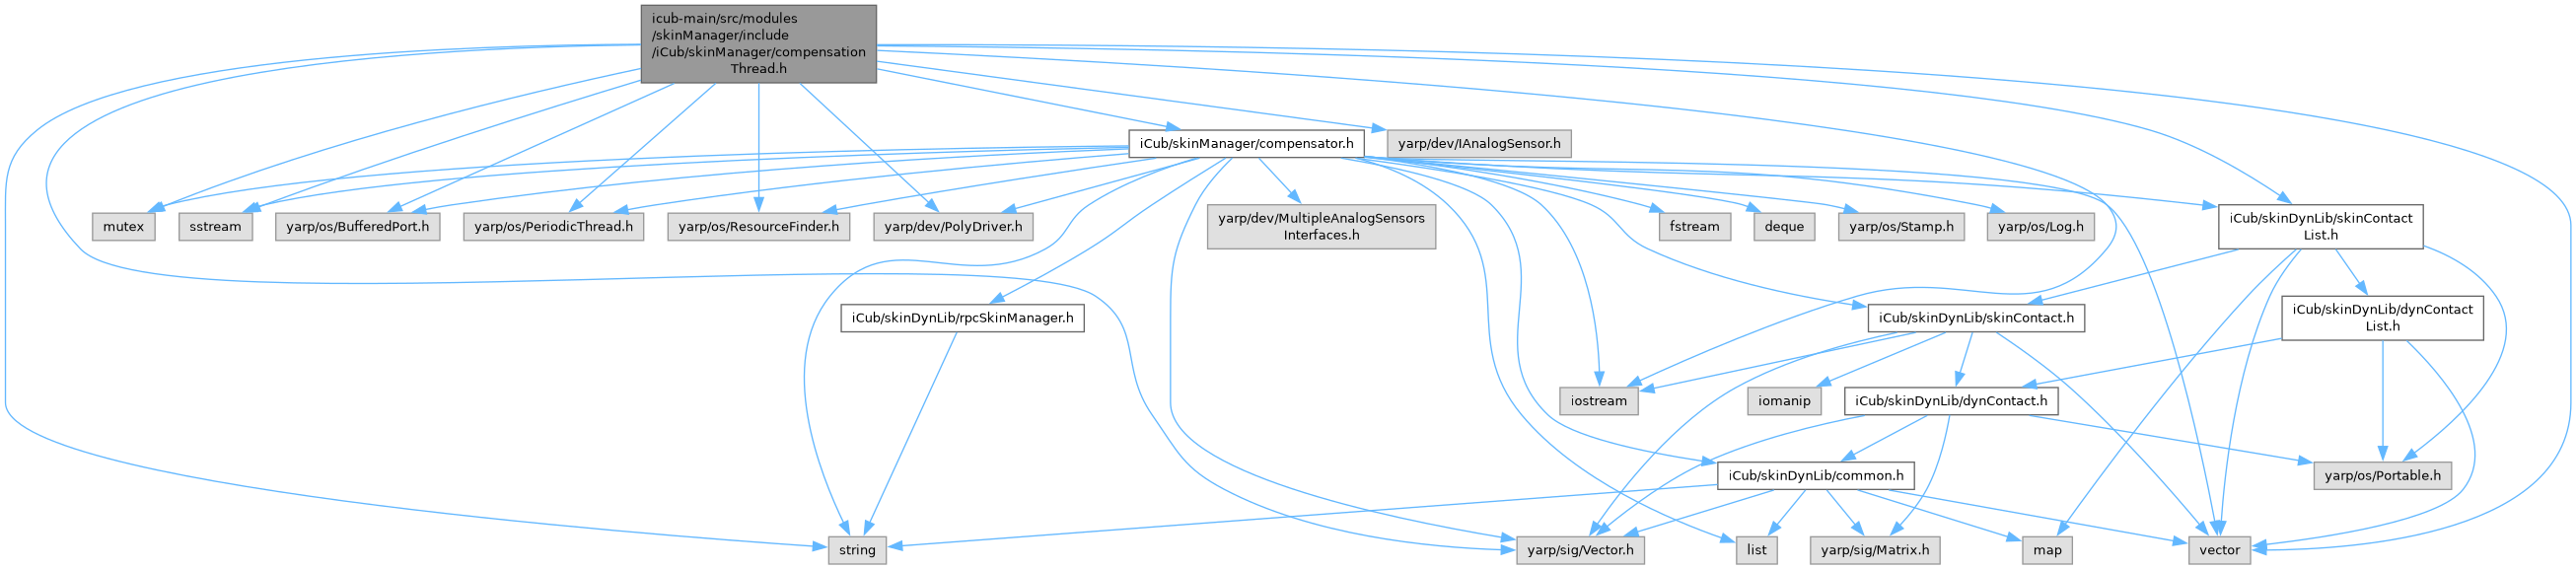 icub-main/src/modules
/skinManager/include
/iCub/skinManager/compensation
Thread.h
iCub/skinManager/compensator.h
yarp/dev/IAnalogSensor.h
mutex
sstream
yarp/os/BufferedPort.h
yarp/os/PeriodicThread.h
yarp/os/ResourceFinder.h
yarp/dev/PolyDriver.h
yarp/dev/MultipleAnalogSensors
Interfaces.h
fstream
deque
yarp/os/Stamp.h
yarp/os/Log.h
iCub/skinDynLib/skinContact
List.h
iCub/skinDynLib/rpcSkinManager.h
iCub/skinDynLib/skinContact.h
iCub/skinDynLib/dynContact
List.h
iostream
iomanip
iCub/skinDynLib/dynContact.h
iCub/skinDynLib/common.h
yarp/os/Portable.h
string
yarp/sig/Vector.h
list
yarp/sig/Matrix.h
map
vector